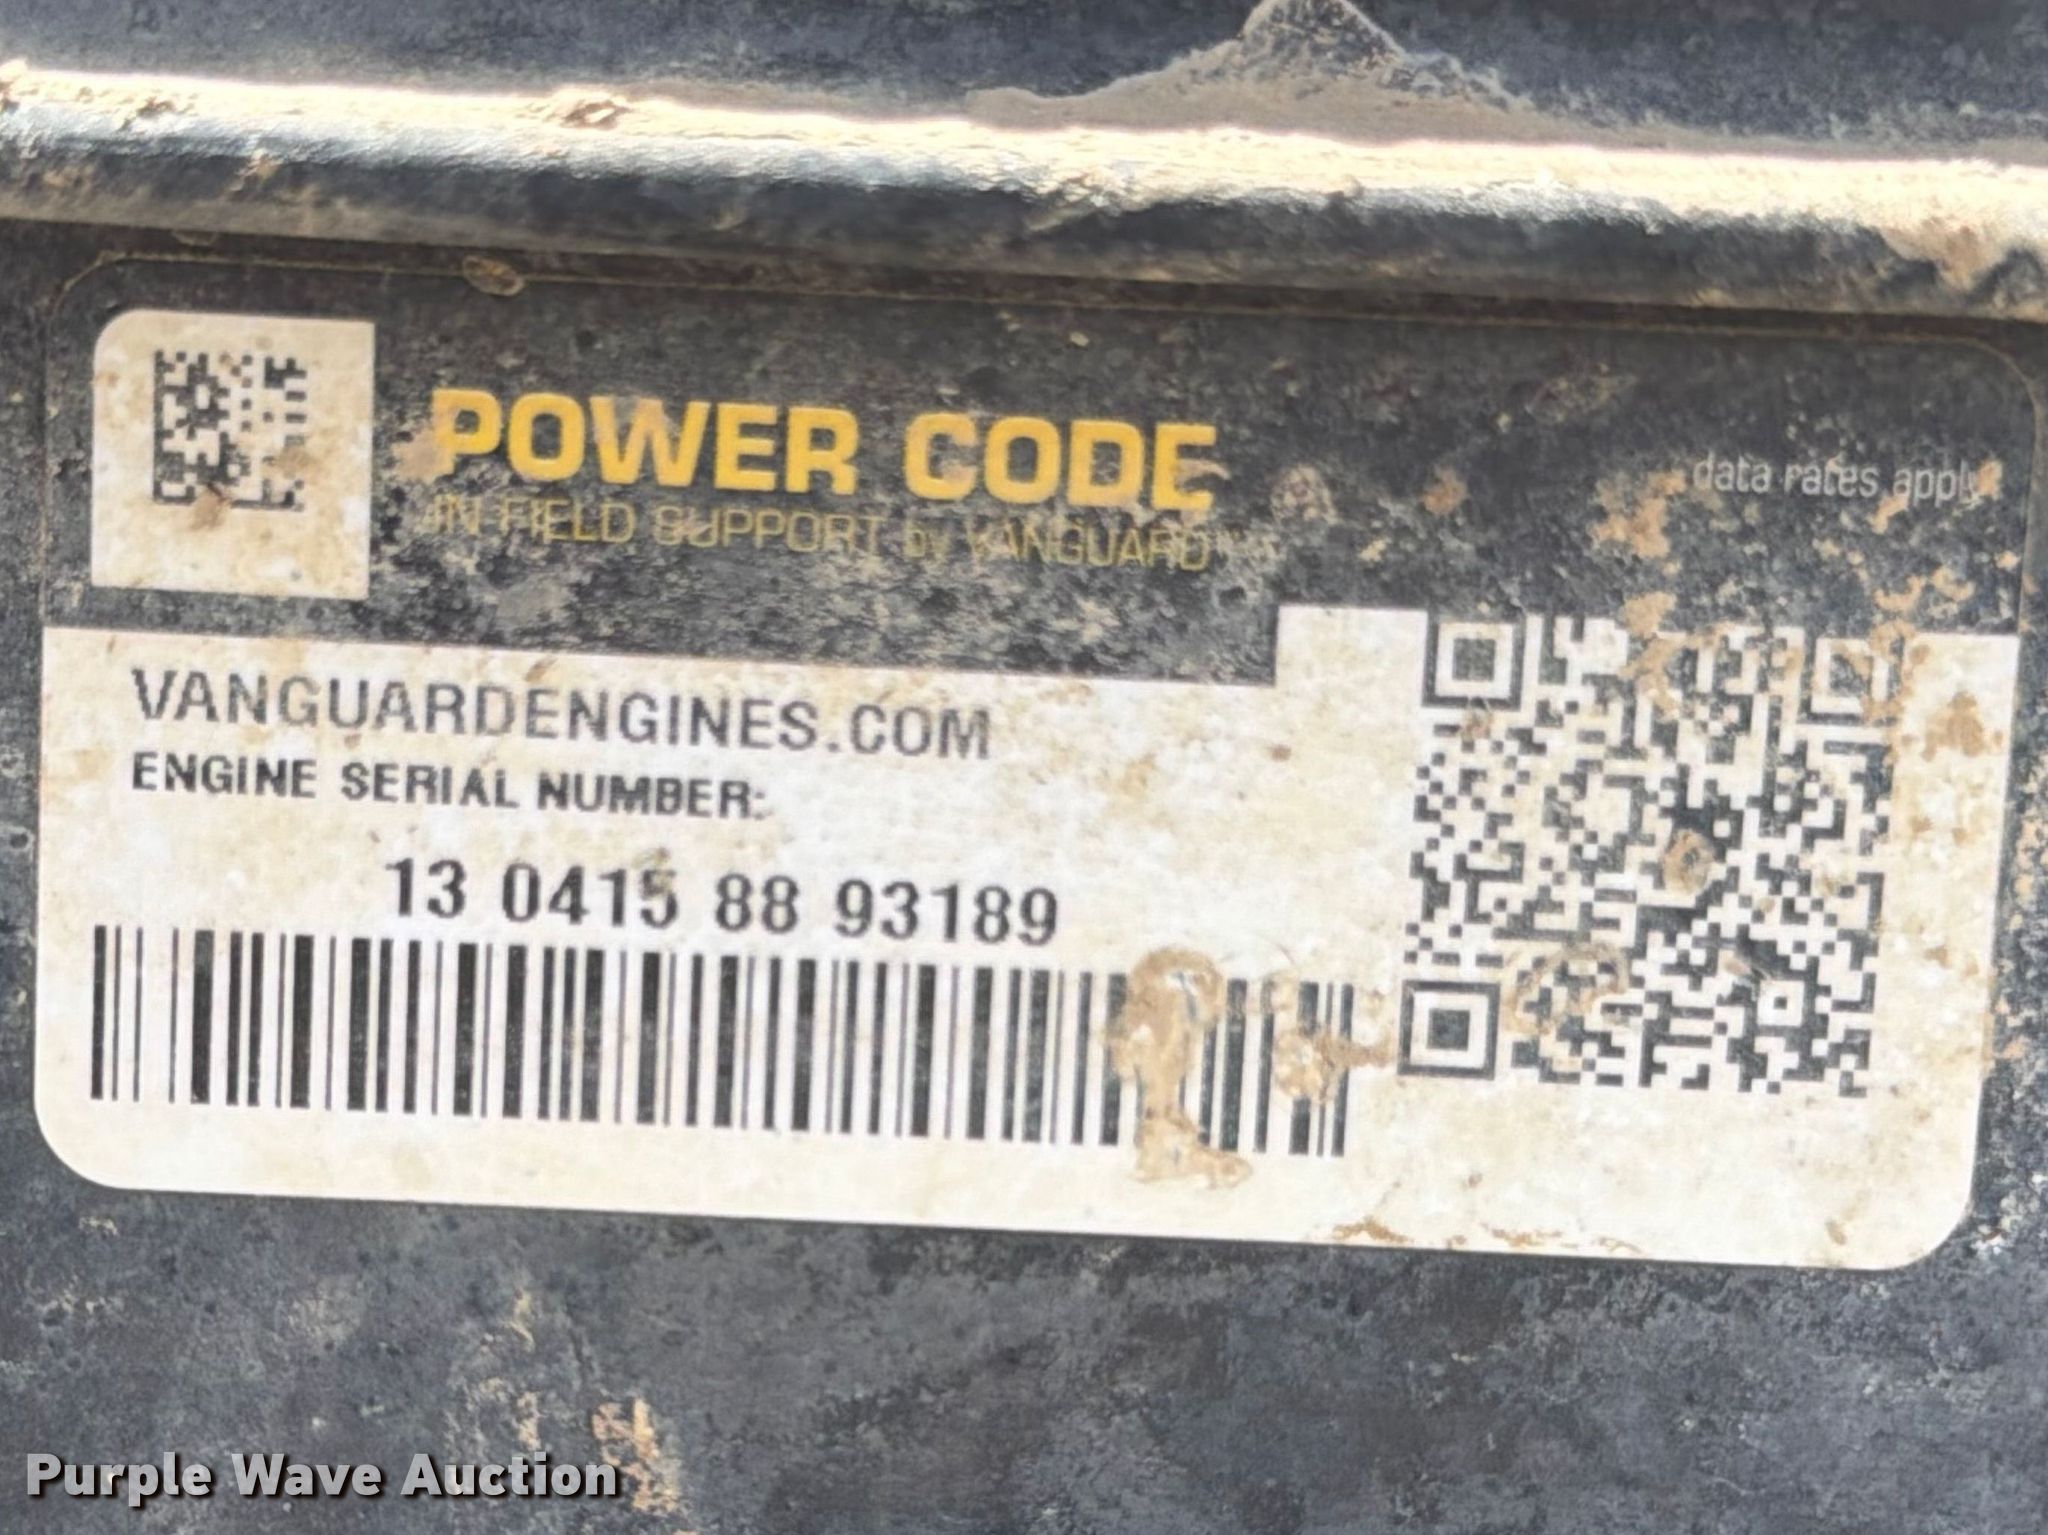 POWER CODE
IN-FIELD SUPPORT by VANGUARD
data rates apply
VANGUARDENGINES.COM
ENGINE SERIAL NUMBER:
13 0415 88 93189
Purple Wave Auction